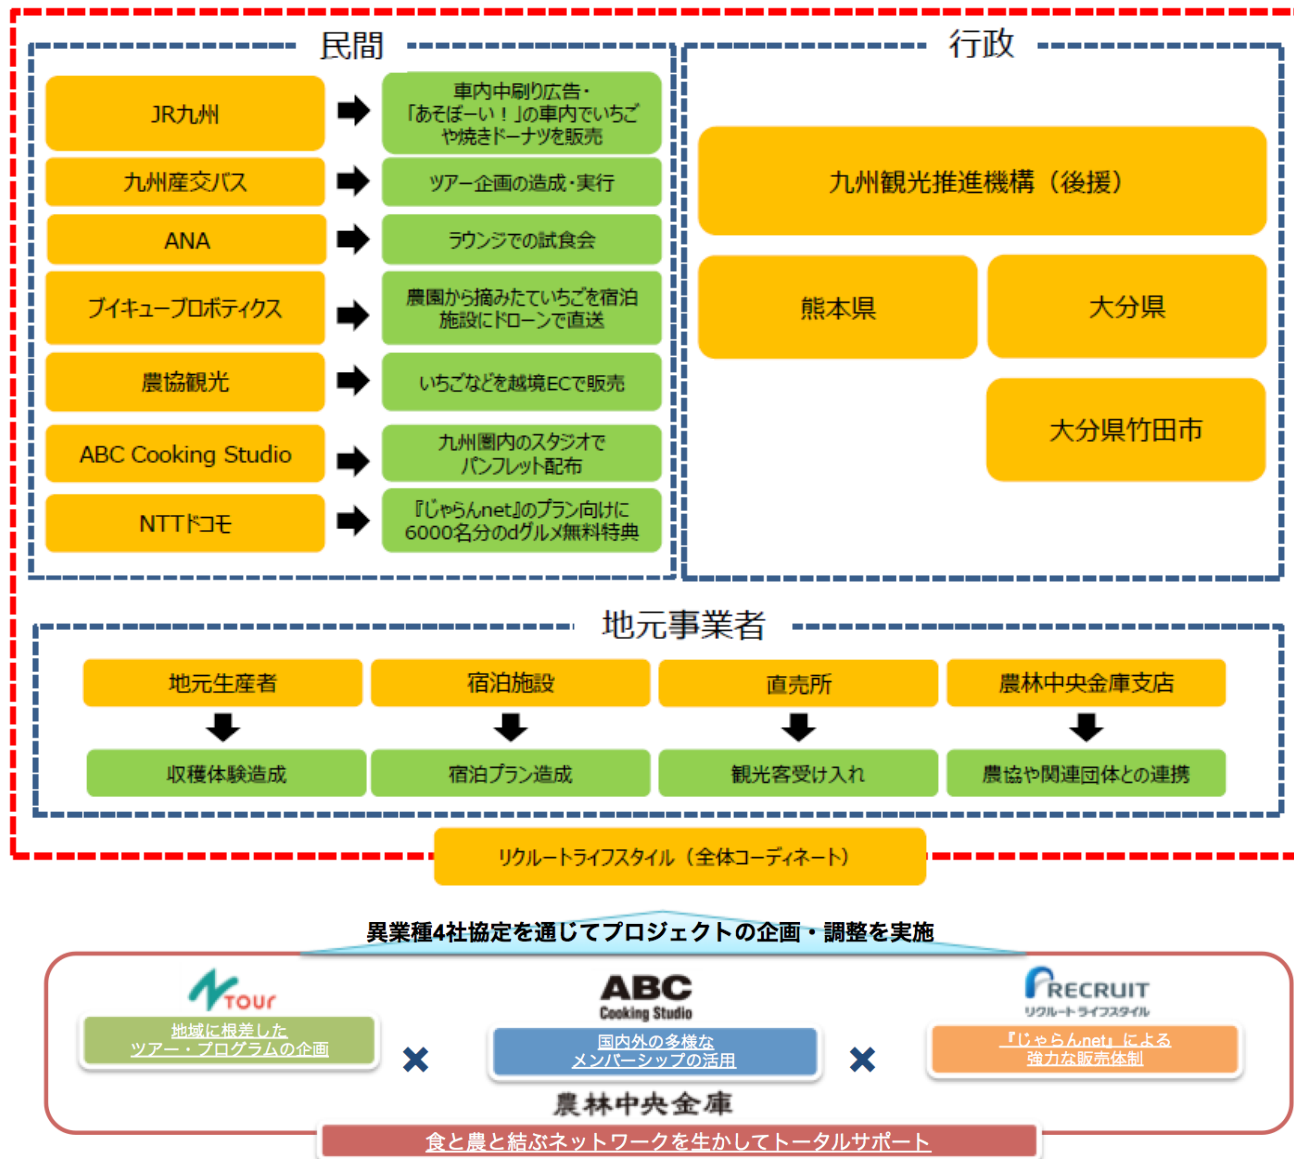 民間
JR九州
車内中刷り広告・
「あそぼーい！」の車内でいちご
や焼きドーナツを販売
九州産交バス
ツアー企画の造成・実行
ANA
ラウンジでの試食会
ブイキューブロボティクス
農園から摘みたていちごを宿泊
施設にドローンで直送
農協観光
いちごなどを越境ECで販売
ABC Cooking Studio
九州圏内のスタジオで
パンフレット配布
NTTドコモ
『じゃらんnet』のプラン向けに
6000名分のdグルメ無料特典
行政
九州観光推進機構（後援）
熊本県
大分県
大分県竹田市
地元事業者
地元生産者
宿泊施設
直売所
農林中央金庫支店
収穫体験造成
宿泊プラン造成
観光客受け入れ
農協や関連団体との連携
リクルートライフスタイル（全体コーディネート）
異業種4社協定を通じてプロジェクトの企画・調整を実施
N TOUR
地域に根差した
ツアー・プログラムの企画
ABC
Cooking Studio
国内外の多様な
メンバーシップの活用
RECRUIT
リクルートライフスタイル
『じゃらんnet』による
強力な販売体制
農林中央金庫
食と農と結ぶネットワークを生かしてトータルサポート